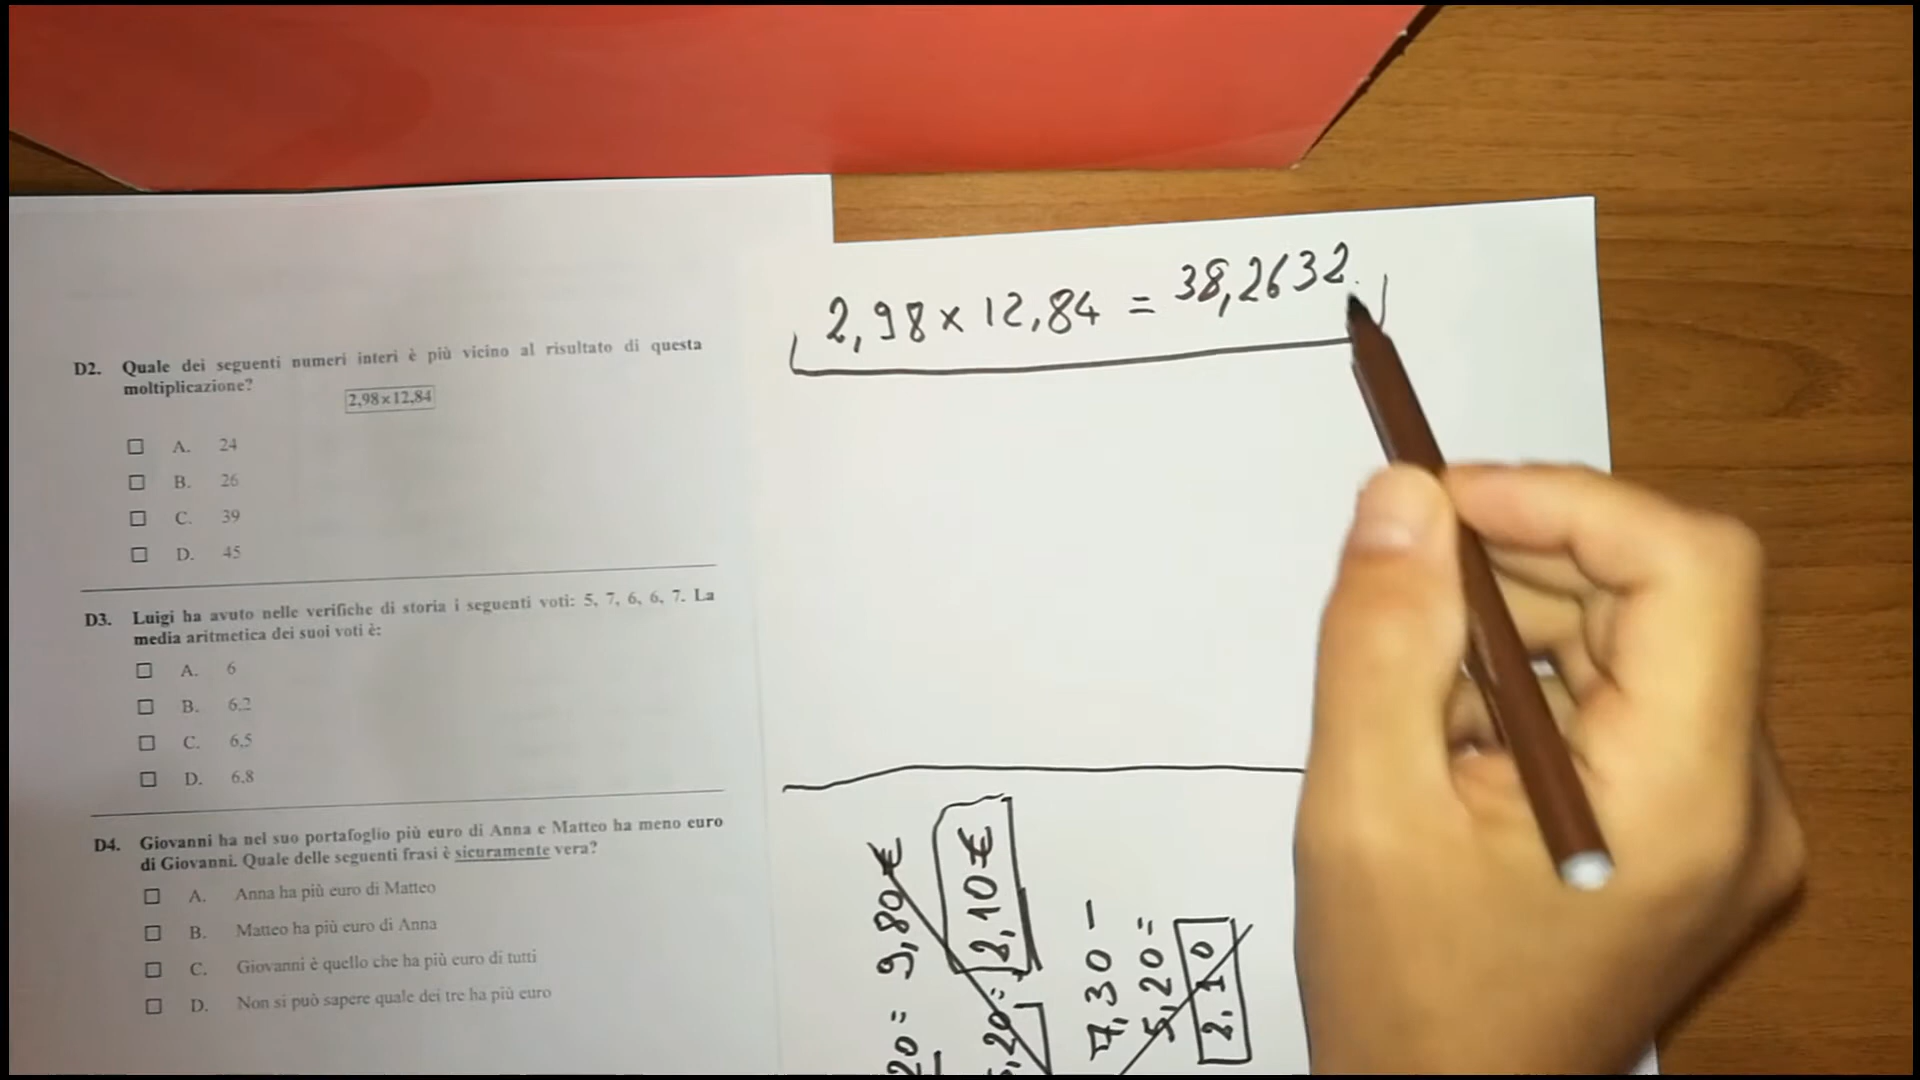 D2. Quale dei seguenti numeri interi è più vicino al risultato di questa
moltiplicazione?
2,98×12,84
A. 24
B. 26
C. 39
D. 45
D3. Luigi ha avuto nelle verifiche di storia i seguenti voti: 5, 7, 6, 6, 7. La
media aritmetica dei suoi voti è:
A. 6
B. 6,2
C. 6,5
D. 6,8
D4. Giovanni ha nel suo portafoglio più euro di Anna e Matteo ha meno euro
di Giovanni. Quale delle seguenti frasi è sicuramente vera?
A. Anna ha più euro di Matteo
B. Matteo ha più euro di Anna
C. Giovanni è quello che ha più euro di tutti
D. Non si può sapere quale dei tre ha più euro
2,98 × 12,84 = 38,2632
20= 9,80€
,20= 2,10€
7,30 -
5,20=
2,10